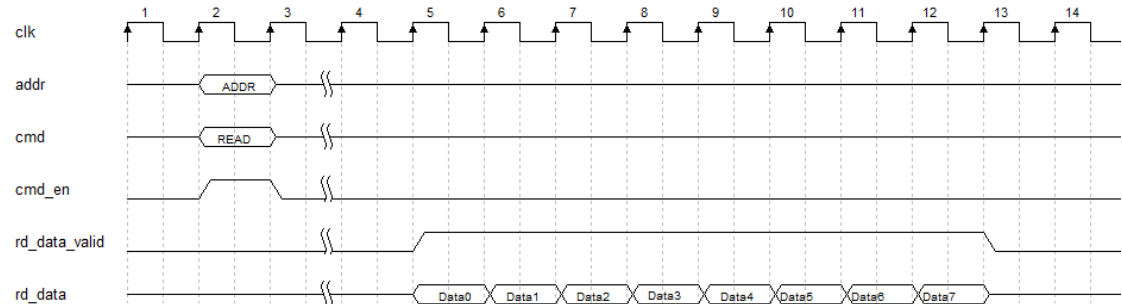 1 2 3 4 5 6 7 8 9 10 11 12 13 14
clk
addr ADDR
cmd READ
cmd_en
rd_data_valid
rd_data Data0 Data1 Data2 Data3 Data4 Data5 Data6 Data7